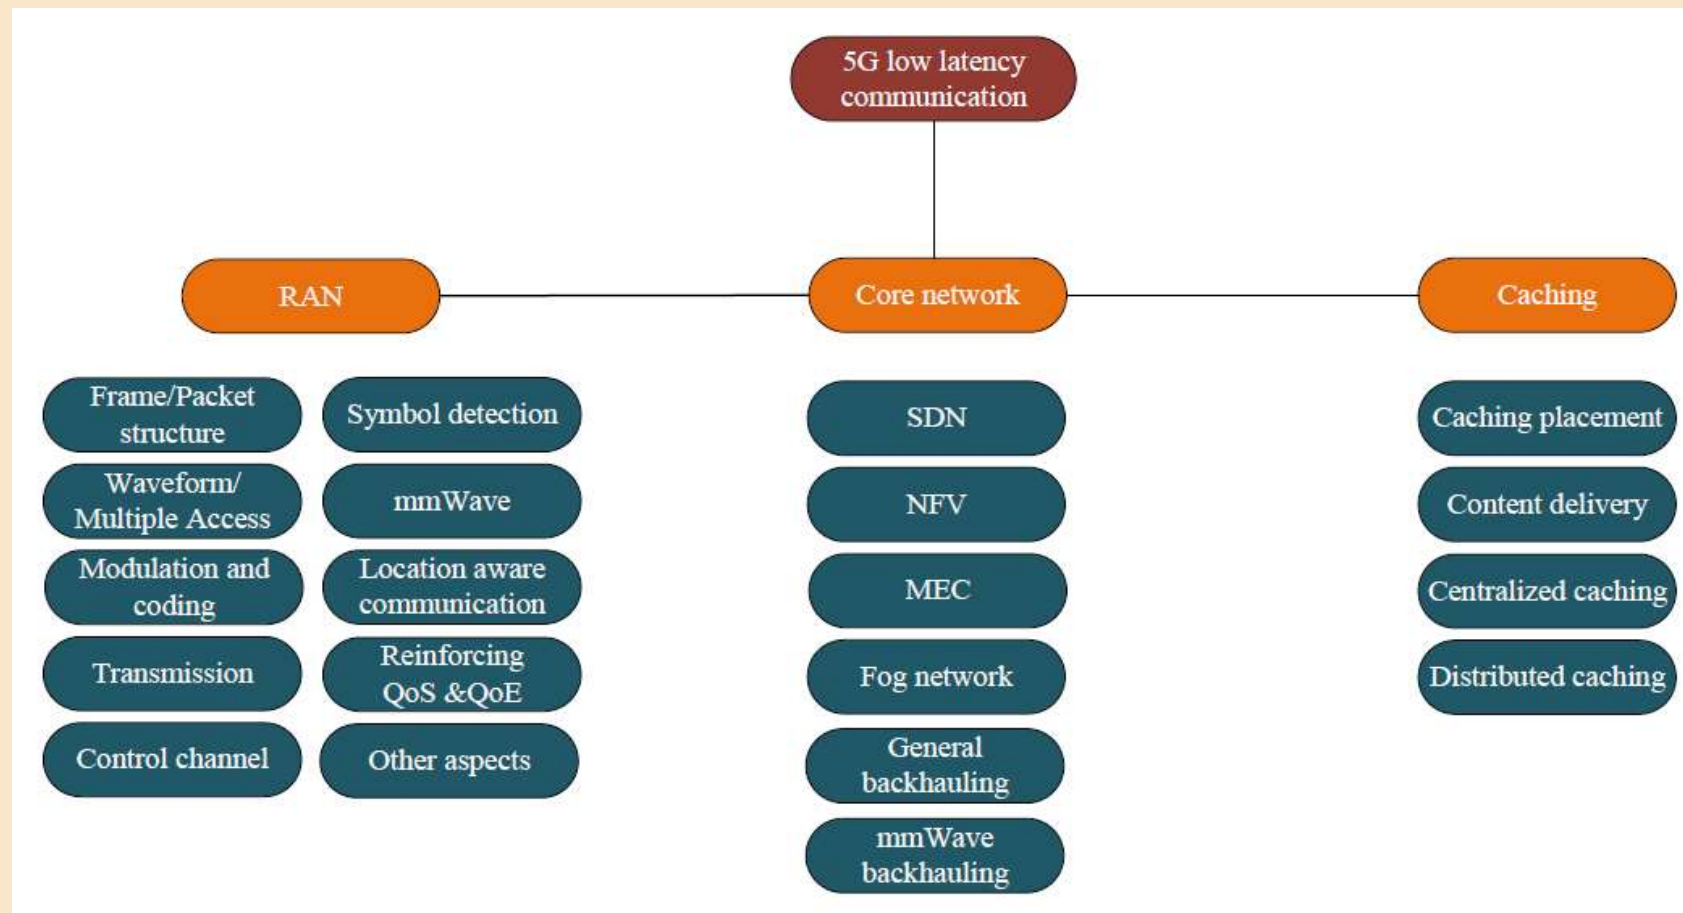 5G low latency
communication
RAN
Core network
Caching
Frame/Packet
structure
Waveform/
Multiple Access
Modulation and
coding
Transmission
Control channel
Symbol detection
mmWave
Location aware
communication
Reinforcing
QoS &QoE
Other aspects
SDN
NFV
MEC
Fog network
General
backhauling
mmWave
backhauling
Caching placement
Content delivery
Centralized caching
Distributed caching